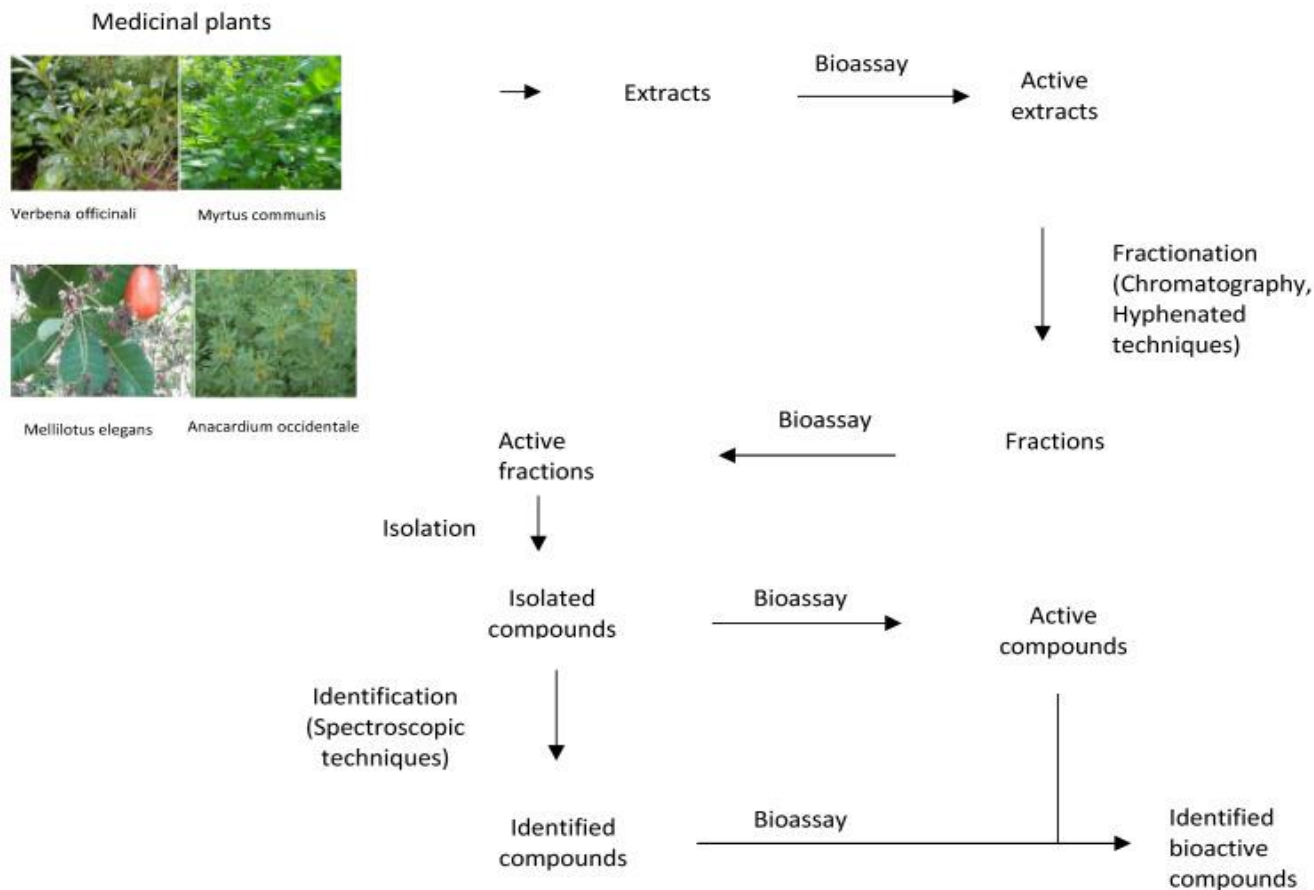 Medicinal plants
Verbena officinali
Myrtus communis
Mellilotus elegans
Anacardium occidentale
Extracts
Bioassay
Active
extracts
Fractionation
(Chromatography,
Hyphenated
techniques)
Fractions
Bioassay
Active
fractions
Isolation
Isolated
compounds
Bioassay
Active
compounds
Identification
(Spectroscopic
techniques)
Identified
compounds
Bioassay
Identified
bioactive
compounds